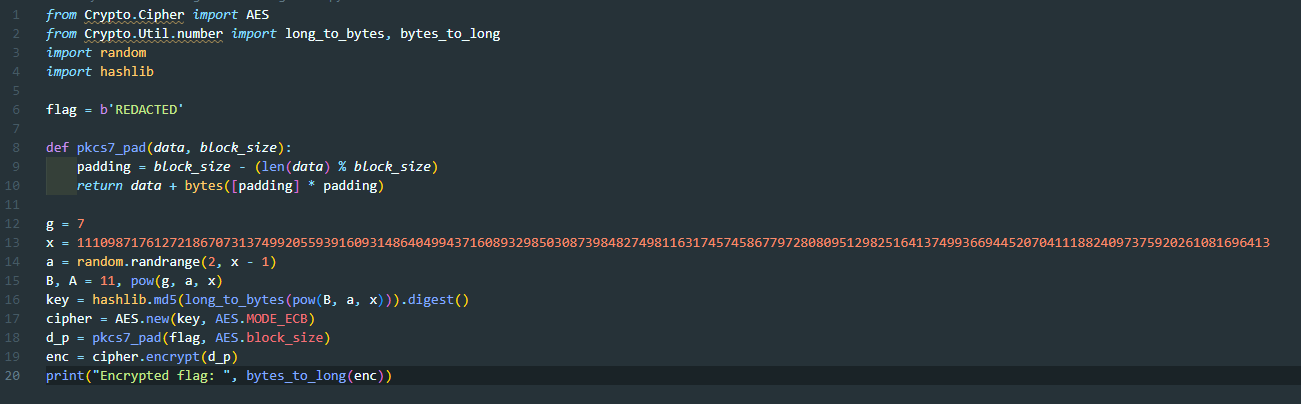 1 from Crypto.Cipher import AES
2 from Crypto.Util.number import long_to_bytes, bytes_to_long
3 import random
4 import hashlib
5
6 flag = b'REDACTED'
7
8 def pkcs7_pad(data, block_size):
9     padding = block_size - (len(data) % block_size)
10     return data + bytes([padding] * padding)
11
12 g = 7
13 x = 11109871761272186707313749920559391609314864049943716089329850308739848274981163174574586779728080951298251641374993669445207041118824097375920261081696413
14 a = random.randrange(2, x - 1)
15 B, A = 11, pow(g, a, x)
16 key = hashlib.md5(long_to_bytes(pow(B, a, x))).digest()
17 cipher = AES.new(key, AES.MODE_ECB)
18 d_p = pkcs7_pad(flag, AES.block_size)
19 enc = cipher.encrypt(d_p)
20 print("Encrypted flag: ", bytes_to_long(enc))